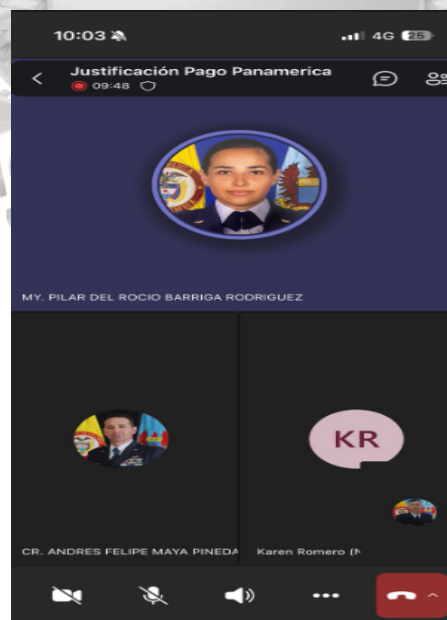 10:03
4G 25
Justificación Pago Panamerica
09:48
MY. PILAR DEL ROCIO BARRIGA RODRIGUEZ
KR
CR. ANDRES FELIPE MAYA PINEDA
Karen Romero (N